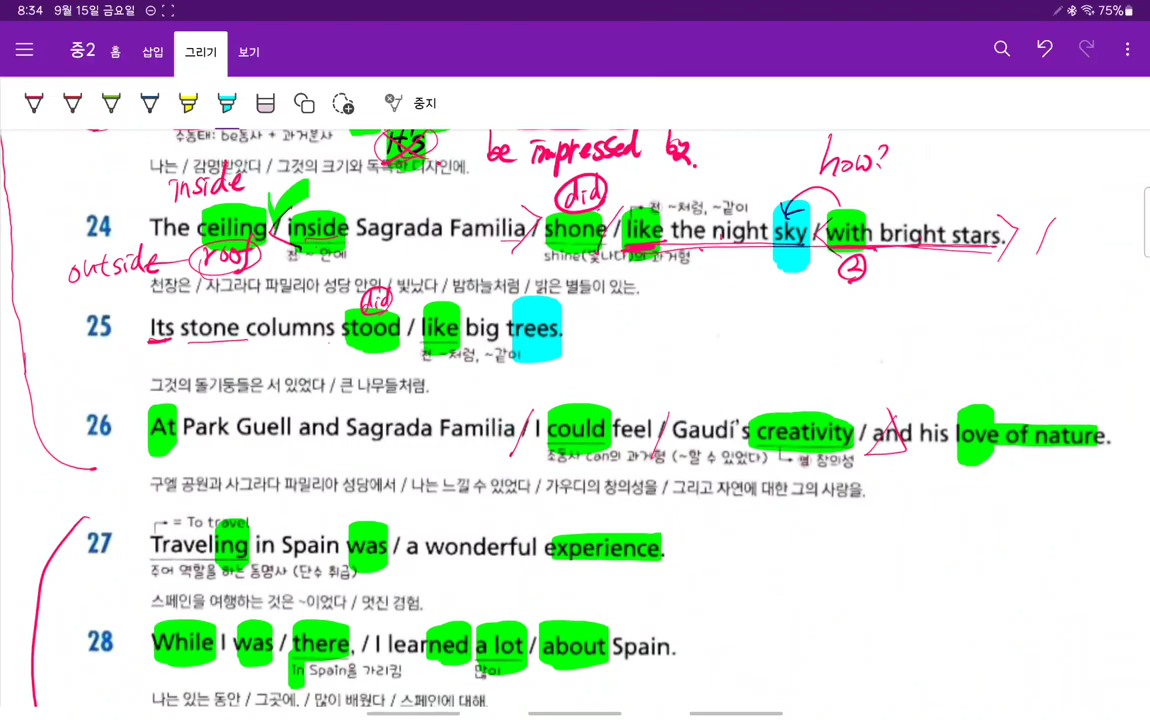 8:34 9월 15일 금요일 75%
중2 홈 삽입 그리기 보기
중지
수동태: be동사 + 과거분사
it's
be impressed by
나는 / 감명받았다 / 그것의 크기와 독특한 디자인에.
inside
did
how?
전 ~처럼, ~같이
24 The ceiling / inside Sagrada Familia / shone / like the night sky / with bright stars.
outside roof 전 ~ 안에 shine(빛나다)의 과거형 2
천장은 / 사그라다 파밀리아 성당 안의 / 빛났다 / 밤하늘처럼 / 밝은 별들이 있는.
did
25 Its stone columns stood / like big trees.
전 ~처럼, ~같이
그것의 돌기둥들은 서 있었다 / 큰 나무들처럼.
26 At Park Guell and Sagrada Familia / I could feel / Gaudi's creativity / and his love of nature.
조동사 can의 과거형 (~할 수 있었다) 명 창의성
구엘 공원과 사그라다 파밀리아 성당에서 / 나는 느낄 수 있었다 / 가우디의 창의성을 / 그리고 자연에 대한 그의 사랑을.
= To travel
27 Traveling in Spain was / a wonderful experience.
주어 역할을 하는 동명사 (단수 취급)
스페인을 여행하는 것은 ~이었다 / 멋진 경험.
28 While I was / there, / I learned a lot / about Spain.
in Spain을 가리킴 많이
나는 있는 동안 / 그곳에, / 많이 배웠다 / 스페인에 대해.